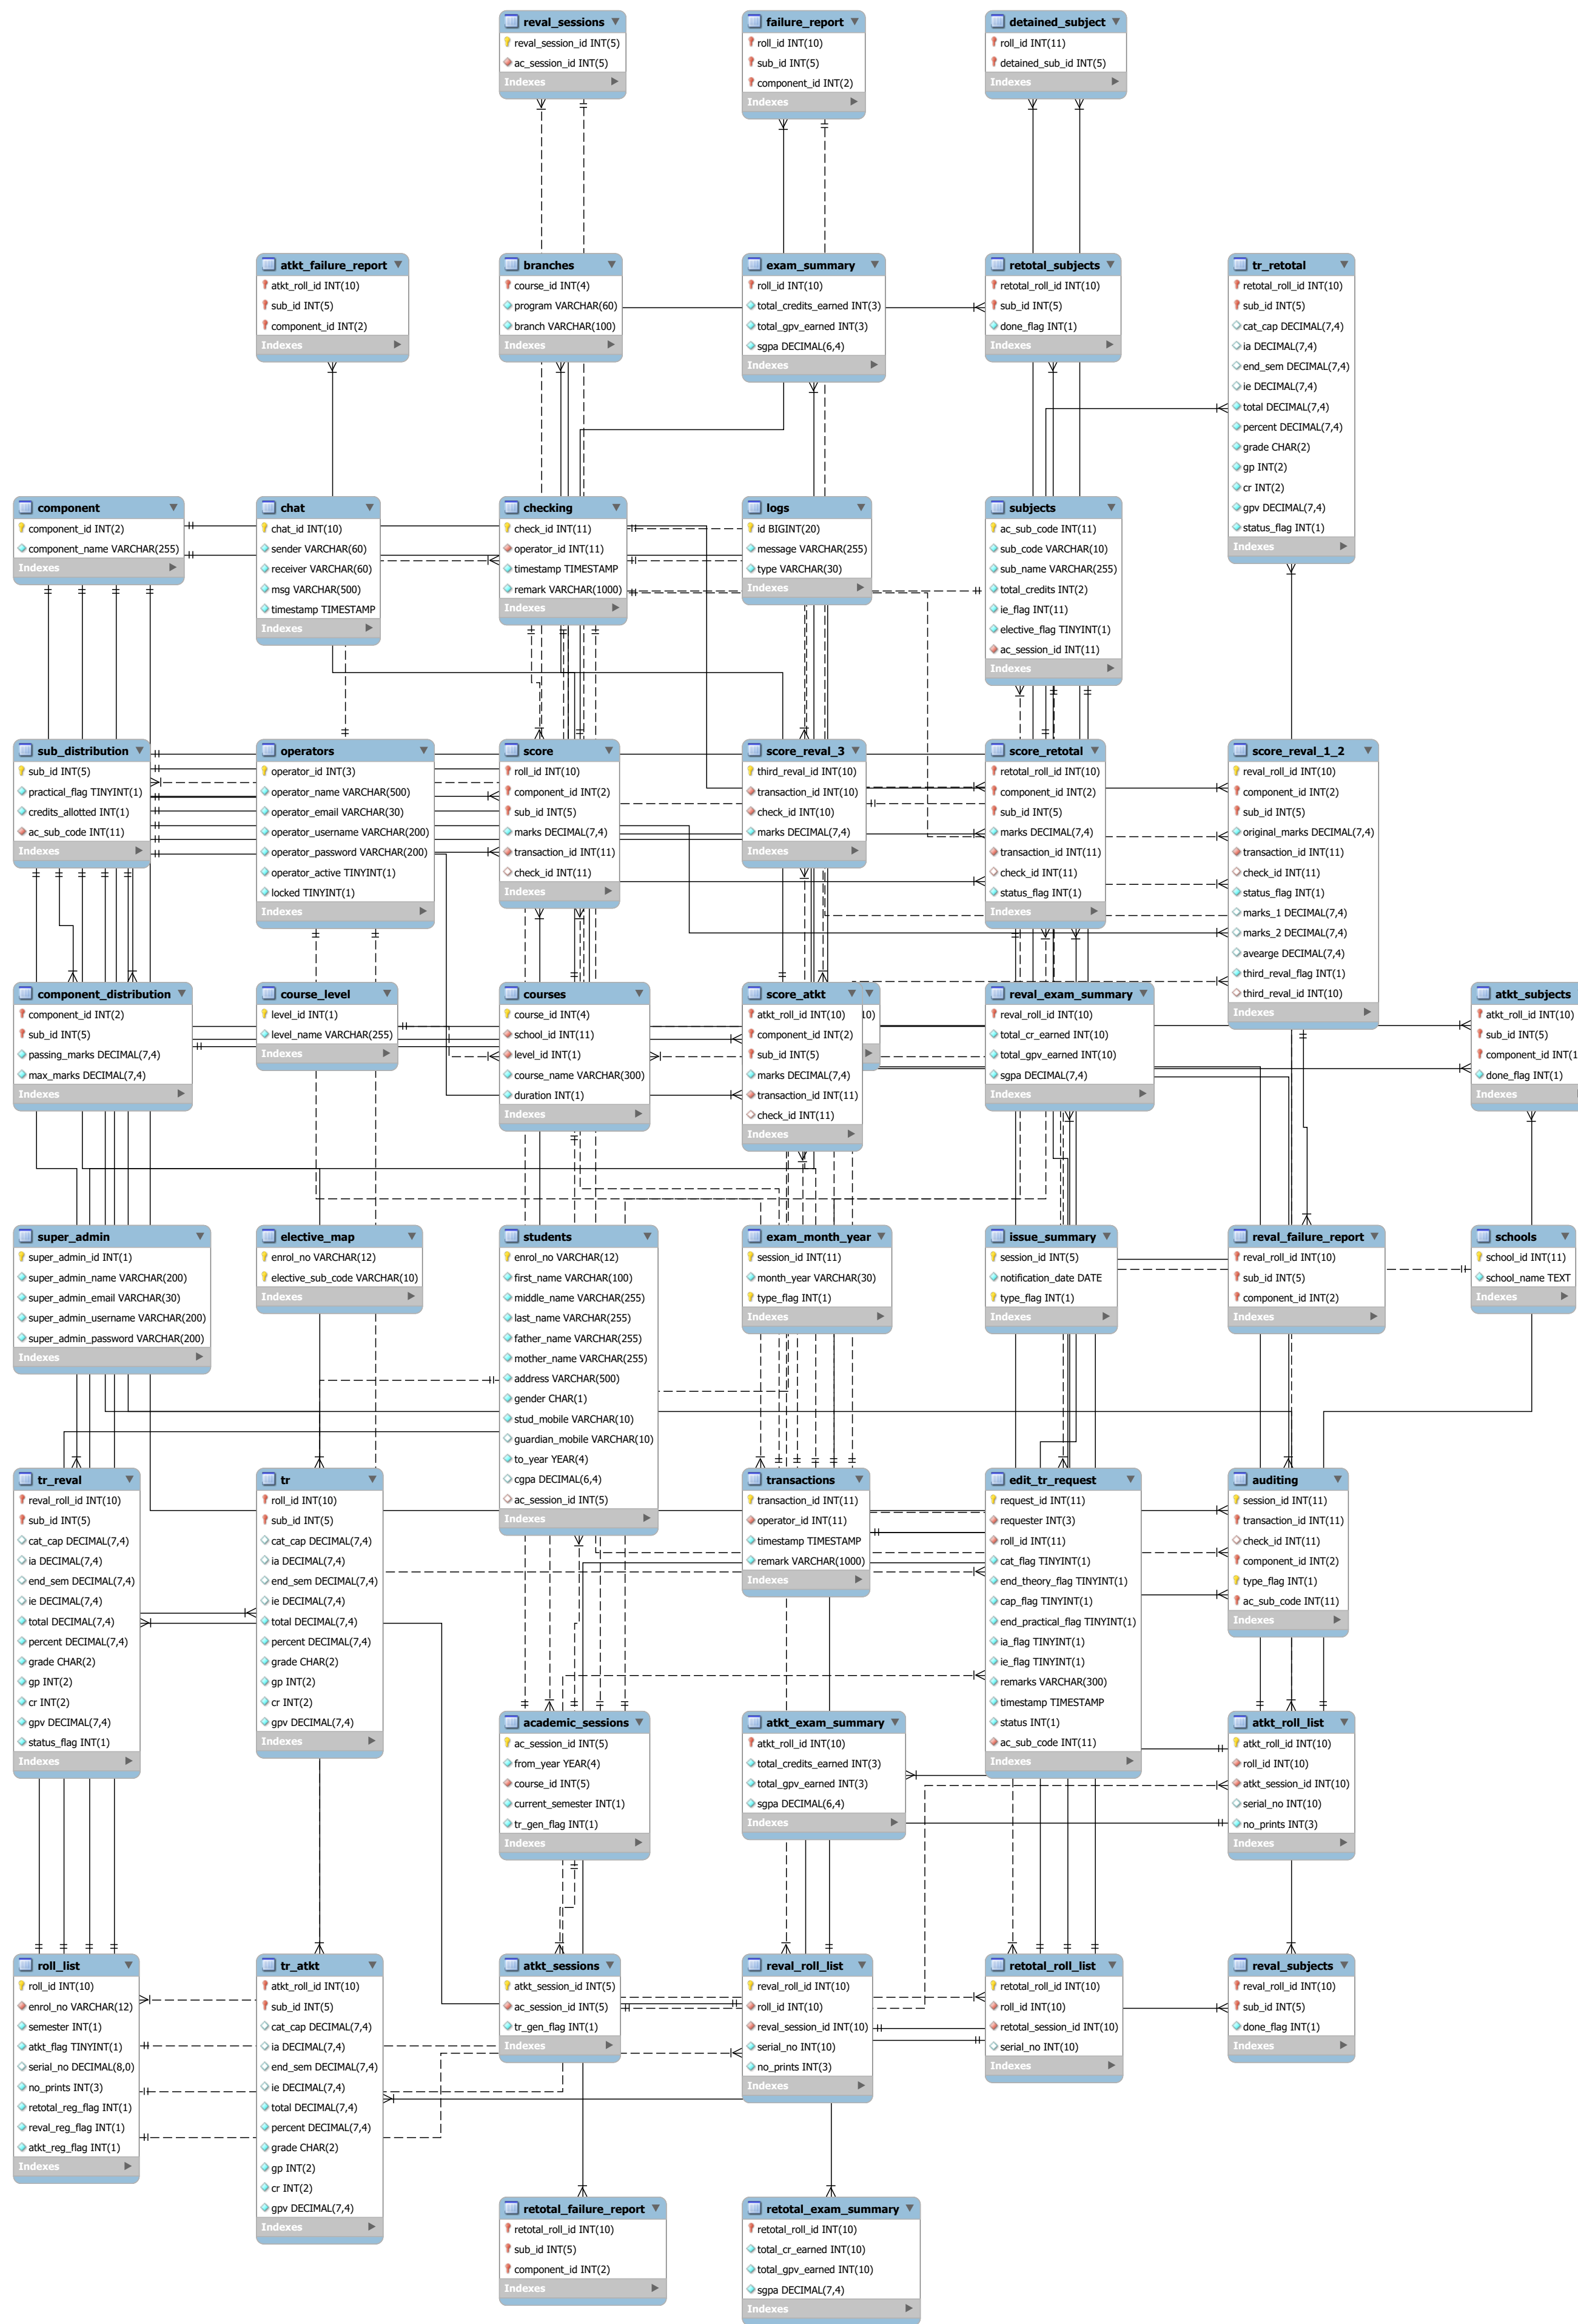 reval_sessions
reval_session_id INT(5)
ac_session_id INT(5)
Indexes
failure_report
roll_id INT(10)
sub_id INT(5)
component_id INT(2)
Indexes
detained_subject
roll_id INT(11)
detained_sub_id INT(5)
Indexes
atkt_failure_report
atkt_roll_id INT(10)
sub_id INT(5)
component_id INT(2)
Indexes
branches
course_id INT(4)
program VARCHAR(60)
branch VARCHAR(100)
Indexes
exam_summary
roll_id INT(10)
total_credits_earned INT(3)
total_gpv_earned INT(3)
sgpa DECIMAL(6,4)
Indexes
retotal_subjects
retotal_roll_id INT(10)
sub_id INT(5)
done_flag INT(1)
Indexes
tr_retotal
retotal_roll_id INT(10)
sub_id INT(5)
cat_cap DECIMAL(7,4)
ia DECIMAL(7,4)
end_sem DECIMAL(7,4)
ie DECIMAL(7,4)
total DECIMAL(7,4)
percent DECIMAL(7,4)
grade CHAR(2)
gp INT(2)
cr INT(2)
gpv DECIMAL(7,4)
status_flag INT(1)
Indexes
component
component_id INT(2)
component_name VARCHAR(255)
Indexes
chat
chat_id INT(10)
sender VARCHAR(60)
receiver VARCHAR(60)
msg VARCHAR(500)
timestamp TIMESTAMP
Indexes
checking
check_id INT(11)
operator_id INT(11)
timestamp TIMESTAMP
remark VARCHAR(1000)
Indexes
logs
id BIGINT(20)
message VARCHAR(255)
type VARCHAR(30)
Indexes
subjects
ac_sub_code INT(11)
sub_code VARCHAR(10)
sub_name VARCHAR(255)
total_credits INT(2)
ie_flag INT(11)
elective_flag TINYINT(1)
ac_session_id INT(11)
Indexes
sub_distribution
sub_id INT(5)
practical_flag TINYINT(1)
credits_allotted INT(1)
ac_sub_code INT(11)
Indexes
operators
operator_id INT(3)
operator_name VARCHAR(500)
operator_email VARCHAR(30)
operator_username VARCHAR(200)
operator_password VARCHAR(200)
operator_active TINYINT(1)
locked TINYINT(1)
Indexes
score
roll_id INT(10)
component_id INT(2)
sub_id INT(5)
marks DECIMAL(7,4)
transaction_id INT(11)
check_id INT(11)
Indexes
score_reval_3
third_reval_id INT(10)
transaction_id INT(10)
check_id INT(10)
marks DECIMAL(7,4)
Indexes
score_retotal
retotal_roll_id INT(10)
component_id INT(2)
sub_id INT(5)
marks DECIMAL(7,4)
transaction_id INT(11)
check_id INT(11)
status_flag INT(1)
Indexes
score_reval_1_2
reval_roll_id INT(10)
component_id INT(2)
sub_id INT(5)
original_marks DECIMAL(7,4)
transaction_id INT(11)
check_id INT(11)
status_flag INT(1)
marks_1 DECIMAL(7,4)
marks_2 DECIMAL(7,4)
avearge DECIMAL(7,4)
third_reval_flag INT(1)
third_reval_id INT(10)
Indexes
component_distribution
component_id INT(2)
sub_id INT(5)
passing_marks DECIMAL(7,4)
max_marks DECIMAL(7,4)
Indexes
course_level
level_id INT(1)
level_name VARCHAR(255)
Indexes
courses
course_id INT(4)
school_id INT(11)
level_id INT(1)
course_name VARCHAR(300)
duration INT(1)
Indexes
score_atkt
atkt_roll_id INT(10)
component_id INT(2)
sub_id INT(5)
marks DECIMAL(7,4)
transaction_id INT(11)
check_id INT(11)
Indexes
10)
reval_exam_summary
reval_roll_id INT(10)
total_cr_earned INT(10)
total_gpv_earned INT(10)
sgpa DECIMAL(7,4)
Indexes
atkt_subjects
atkt_roll_id INT(10)
sub_id INT(5)
component_id INT(1
done_flag INT(1)
Indexes
super_admin
super_admin_id INT(1)
super_admin_name VARCHAR(200)
super_admin_email VARCHAR(30)
super_admin_username VARCHAR(200)
super_admin_password VARCHAR(200)
Indexes
elective_map
enrol_no VARCHAR(12)
elective_sub_code VARCHAR(10)
Indexes
students
enrol_no VARCHAR(12)
first_name VARCHAR(100)
middle_name VARCHAR(255)
last_name VARCHAR(255)
father_name VARCHAR(255)
mother_name VARCHAR(255)
address VARCHAR(500)
gender CHAR(1)
stud_mobile VARCHAR(10)
guardian_mobile VARCHAR(10)
to_year YEAR(4)
cgpa DECIMAL(6,4)
ac_session_id INT(5)
Indexes
exam_month_year
session_id INT(11)
month_year VARCHAR(30)
type_flag INT(1)
Indexes
issue_summary
session_id INT(5)
notification_date DATE
type_flag INT(1)
Indexes
reval_failure_report
reval_roll_id INT(10)
sub_id INT(5)
component_id INT(2)
Indexes
schools
school_id INT(11)
school_name TEXT
Indexes
tr_reval
reval_roll_id INT(10)
sub_id INT(5)
cat_cap DECIMAL(7,4)
ia DECIMAL(7,4)
end_sem DECIMAL(7,4)
ie DECIMAL(7,4)
total DECIMAL(7,4)
percent DECIMAL(7,4)
grade CHAR(2)
gp INT(2)
cr INT(2)
gpv DECIMAL(7,4)
status_flag INT(1)
Indexes
tr
roll_id INT(10)
sub_id INT(5)
cat_cap DECIMAL(7,4)
ia DECIMAL(7,4)
end_sem DECIMAL(7,4)
ie DECIMAL(7,4)
total DECIMAL(7,4)
percent DECIMAL(7,4)
grade CHAR(2)
gp INT(2)
cr INT(2)
gpv DECIMAL(7,4)
Indexes
transactions
transaction_id INT(11)
operator_id INT(11)
timestamp TIMESTAMP
remark VARCHAR(1000)
Indexes
edit_tr_request
request_id INT(11)
requester INT(3)
roll_id INT(11)
cat_flag TINYINT(1)
end_theory_flag TINYINT(1)
cap_flag TINYINT(1)
end_practical_flag TINYINT(1)
ia_flag TINYINT(1)
ie_flag TINYINT(1)
remarks VARCHAR(300)
timestamp TIMESTAMP
status INT(1)
ac_sub_code INT(11)
Indexes
auditing
session_id INT(11)
transaction_id INT(11)
check_id INT(11)
component_id INT(2)
type_flag INT(1)
ac_sub_code INT(11)
Indexes
academic_sessions
ac_session_id INT(5)
from_year YEAR(4)
course_id INT(5)
current_semester INT(1)
tr_gen_flag INT(1)
Indexes
atkt_exam_summary
atkt_roll_id INT(10)
total_credits_earned INT(3)
total_gpv_earned INT(3)
sgpa DECIMAL(6,4)
Indexes
atkt_roll_list
atkt_roll_id INT(10)
roll_id INT(10)
atkt_session_id INT(10)
serial_no INT(10)
no_prints INT(3)
Indexes
roll_list
roll_id INT(10)
enrol_no VARCHAR(12)
semester INT(1)
atkt_flag TINYINT(1)
serial_no DECIMAL(8,0)
no_prints INT(3)
retotal_reg_flag INT(1)
reval_reg_flag INT(1)
atkt_reg_flag INT(1)
Indexes
tr_atkt
atkt_roll_id INT(10)
sub_id INT(5)
cat_cap DECIMAL(7,4)
ia DECIMAL(7,4)
end_sem DECIMAL(7,4)
ie DECIMAL(7,4)
total DECIMAL(7,4)
percent DECIMAL(7,4)
grade CHAR(2)
gp INT(2)
cr INT(2)
gpv DECIMAL(7,4)
Indexes
atkt_sessions
atkt_session_id INT(5)
ac_session_id INT(5)
tr_gen_flag INT(1)
Indexes
reval_roll_list
reval_roll_id INT(10)
roll_id INT(10)
reval_session_id INT(10)
serial_no INT(10)
no_prints INT(3)
Indexes
retotal_roll_list
retotal_roll_id INT(10)
roll_id INT(10)
retotal_session_id INT(10)
serial_no INT(10)
Indexes
reval_subjects
reval_roll_id INT(10)
sub_id INT(5)
done_flag INT(1)
Indexes
retotal_failure_report
retotal_roll_id INT(10)
sub_id INT(5)
component_id INT(2)
Indexes
retotal_exam_summary
retotal_roll_id INT(10)
total_cr_earned INT(10)
total_gpv_earned INT(10)
sgpa DECIMAL(7,4)
Indexes